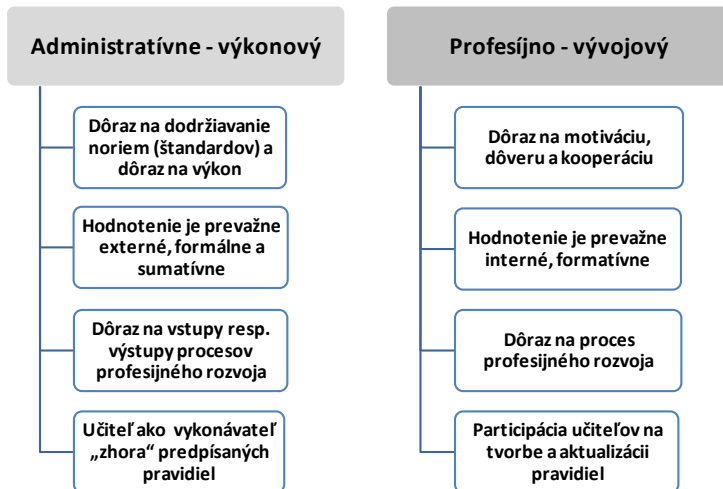 Administratívne - výkonový
Dôraz na dodržiavanie
noriem (štandardov) a
dôraz na výkon
Hodnotenie je prevažne
externé, formálne a
sumatívne
Dôraz na vstupy resp.
výstupy procesov
profesijného rozvoja
Učiteľ ako vykonávateľ
„zhora“ predpísaných
pravidiel
Profesíjno - vývojový
Dôraz na motiváciu,
dôveru a kooperáciu
Hodnotenie je prevažne
interné, formatívne
Dôraz na proces
profesijného rozvoja
Participácia učiteľov na
tvorbe a aktualizácii
pravidiel